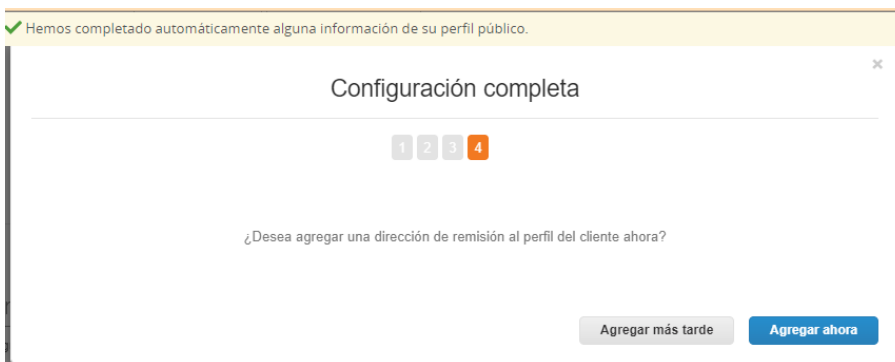 Hemos completado automáticamente alguna información de su perfil público.
×
Configuración completa
1 2 3 4
¿Desea agregar una dirección de remisión al perfil del cliente ahora?
Agregar más tarde Agregar ahora